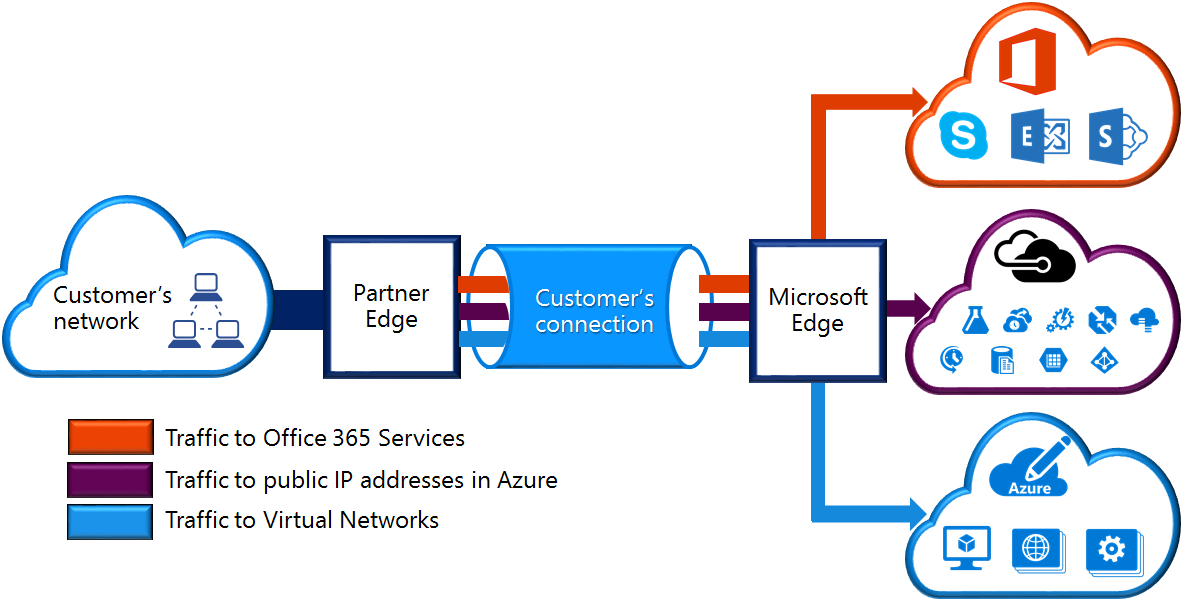 Customer's
network
Partner
Edge
Customer's
connection
Microsoft
Edge
S
E
S
Azure
Traffic to Office 365 Services
Traffic to public IP addresses in Azure
Traffic to Virtual Networks